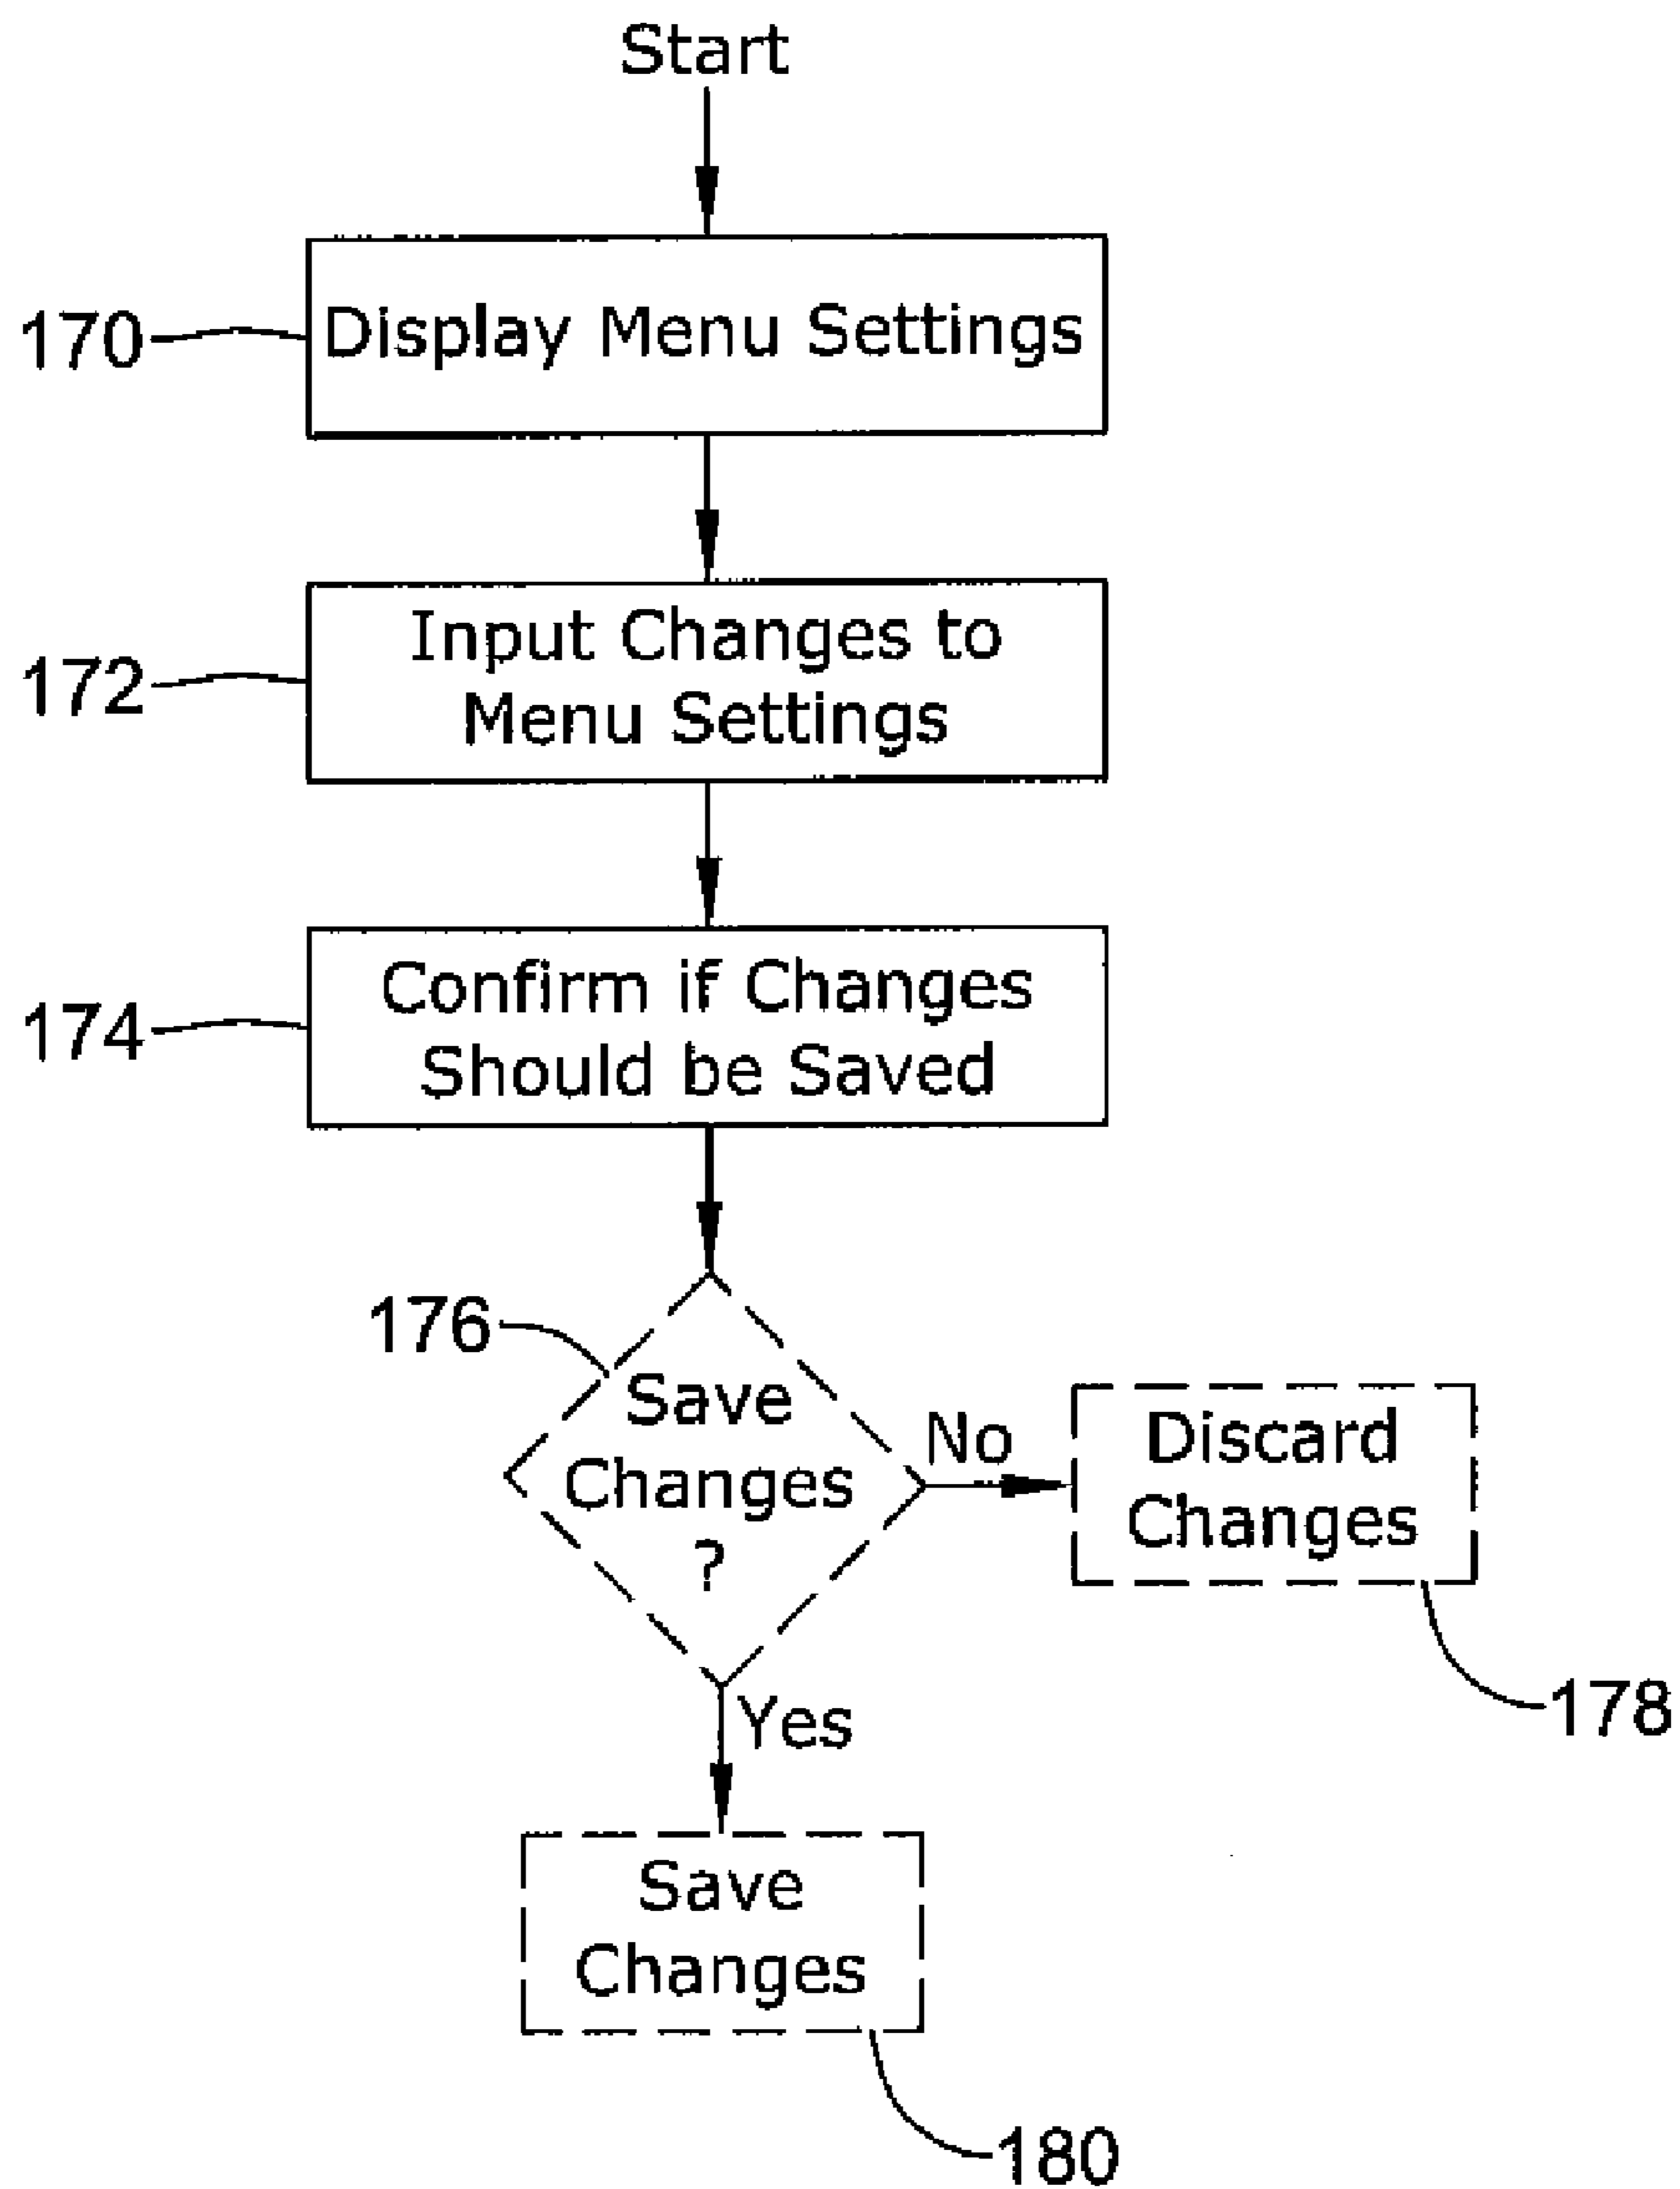 Start
170
Display Menu Settings
172
Input Changes to
Menu Settings
174
Confirm if Changes
Should be Saved
176
Save
Changes
?
No
Discard
Changes
178
Yes
Save
Changes
180